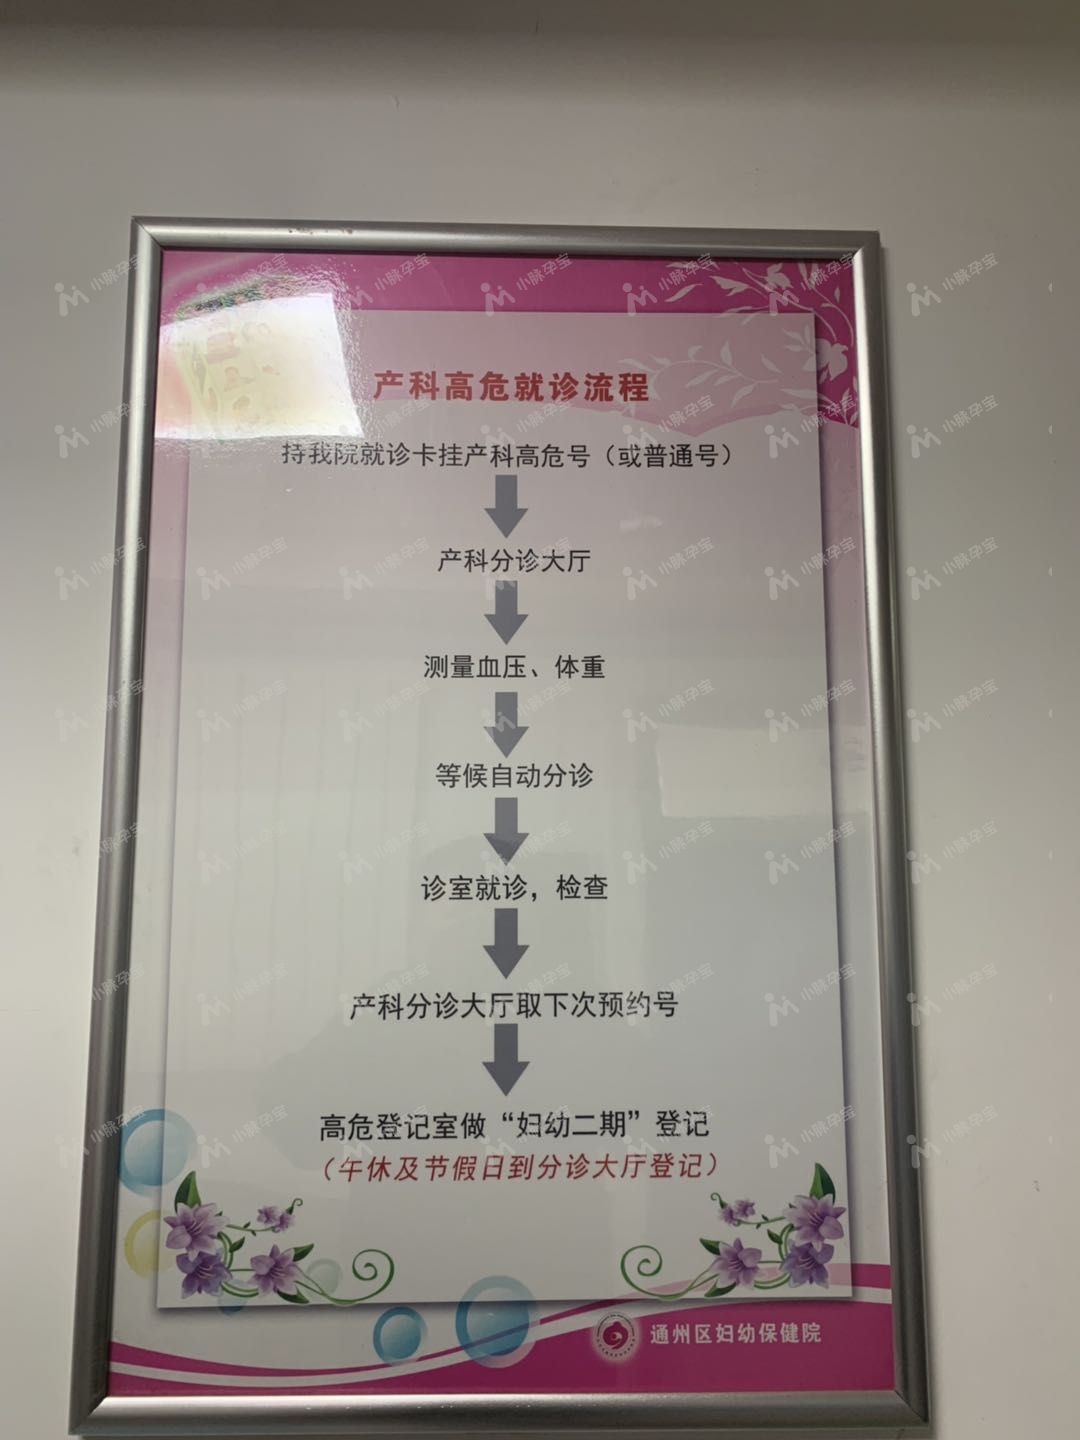 产科高危就诊流程
持我院就诊卡挂产科高危号（或普通号）
产科分诊大厅
测量血压、体重
等候自动分诊
诊室就诊，检查
产科分诊大厅取下次预约号
高危登记室做“妇幼二期”登记
（午休及节假日到分诊大厅登记）
通州区妇幼保健院
小脉孕宝